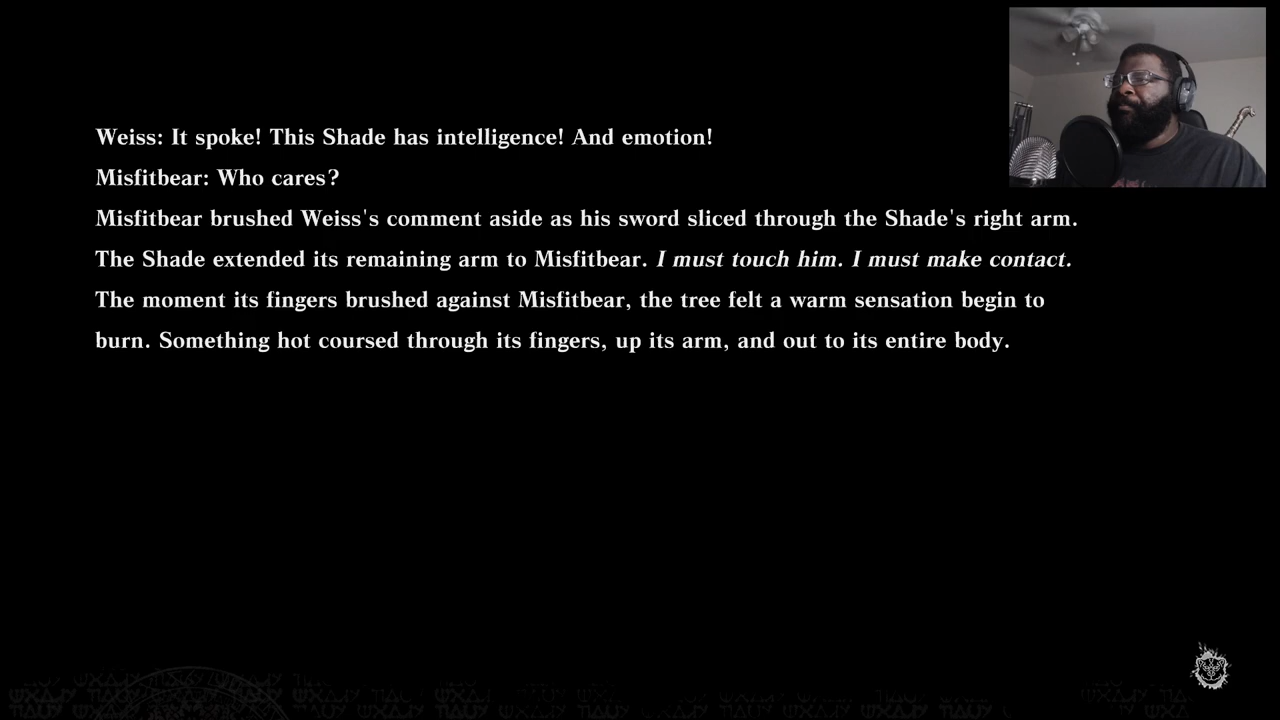 Weiss: It spoke! This Shade has intelligence! And emotion!
Misfitbear: Who cares?
Misfitbear brushed Weiss's comment aside as his sword sliced through the Shade's right arm.
The Shade extended its remaining arm to Misfitbear. I must touch him. I must make contact.
The moment its fingers brushed against Misfitbear, the tree felt a warm sensation begin to
burn. Something hot coursed through its fingers, up its arm, and out to its entire body.